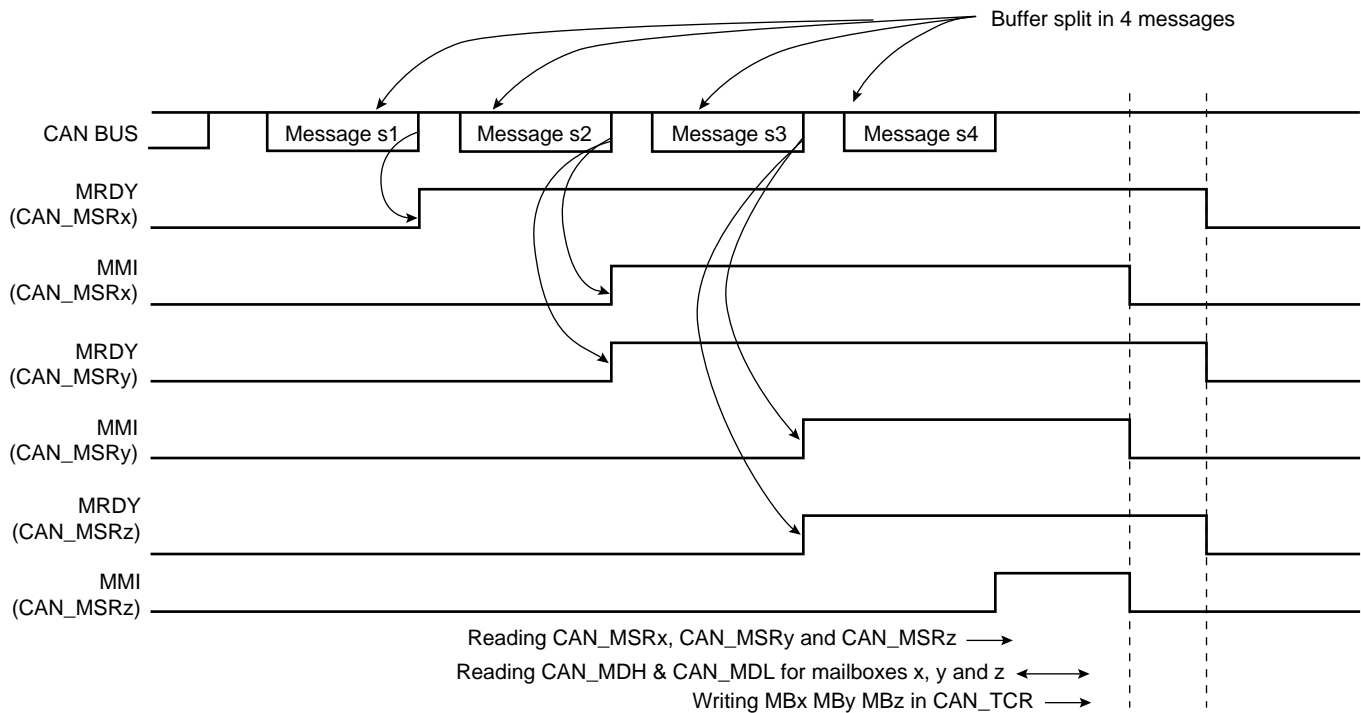 Buffer split in 4 messages
CAN BUS
Message s1
Message s2
Message s3
Message s4
MRDY
(CAN_MSRx)
MMI
(CAN_MSRx)
MRDY
(CAN_MSRy)
MMI
(CAN_MSRy)
MRDY
(CAN_MSRz)
MMI
(CAN_MSRz)
Reading CAN_MSRx, CAN_MSRy and CAN_MSRz
Reading CAN_MDH & CAN_MDL for mailboxes x, y and z
Writing MBx MBy MBz in CAN_TCR